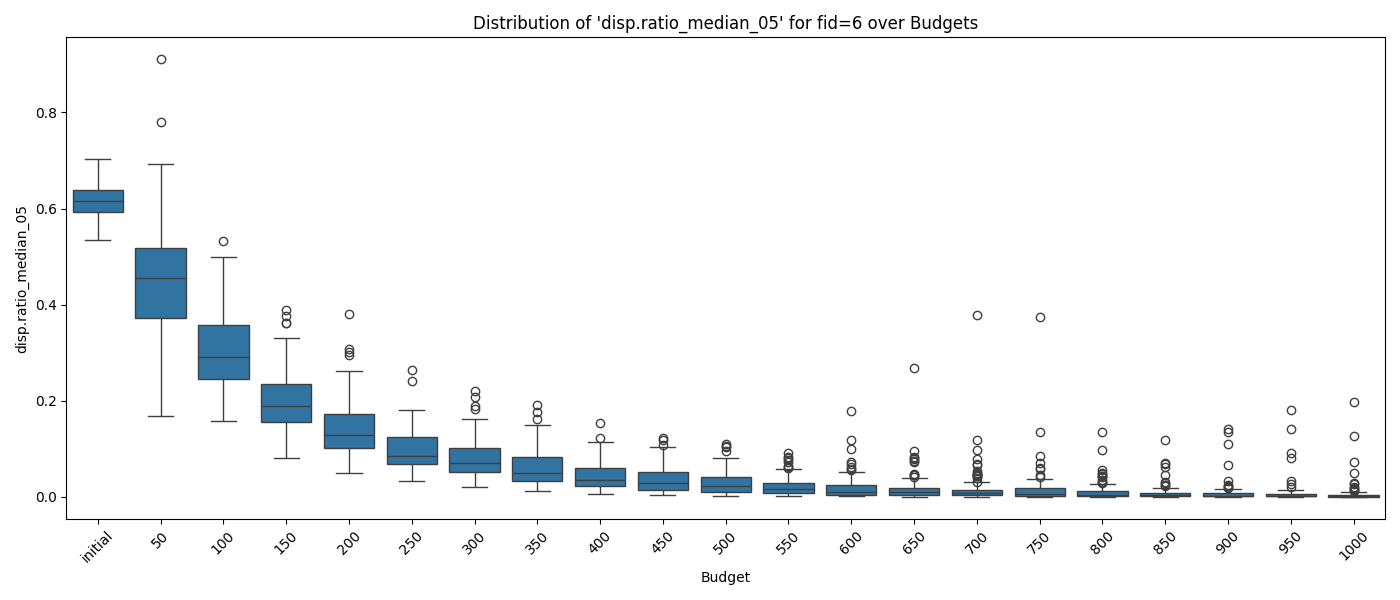 Distribution of 'disp.ratio_median_05' for fid=6 over Budgets
disp.ratio_median_05
0.8
0.6
0.4
0.2
0.0
initial 50 100 150 200 250 300 350 400 450 500 550 600 650 700 750 800 850 900 950 1000
Budget